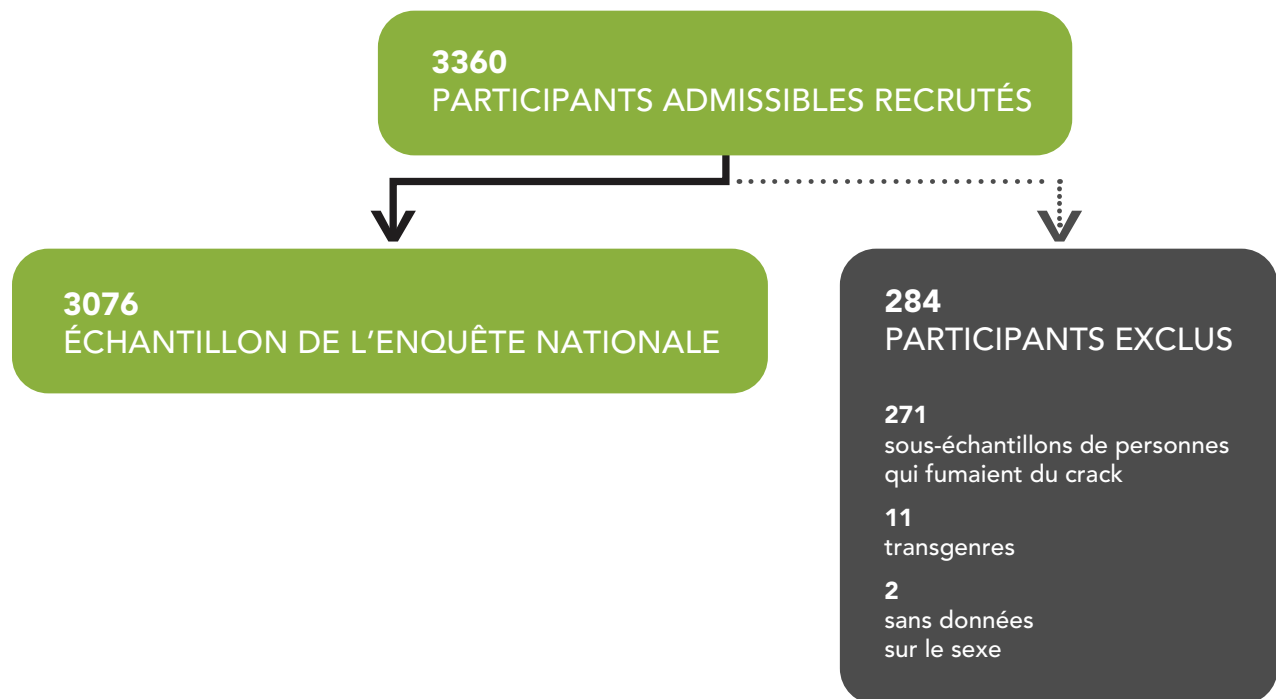 3360
PARTICIPANTS ADMISSIBLES RECRUTÉS
3076
ÉCHANTILLON DE L’ENQUÊTE NATIONALE
284
PARTICIPANTS EXCLUS
271
sous-échantillons de personnes
qui fumaient du crack
11
transgenres
2
sans données
sur le sexe